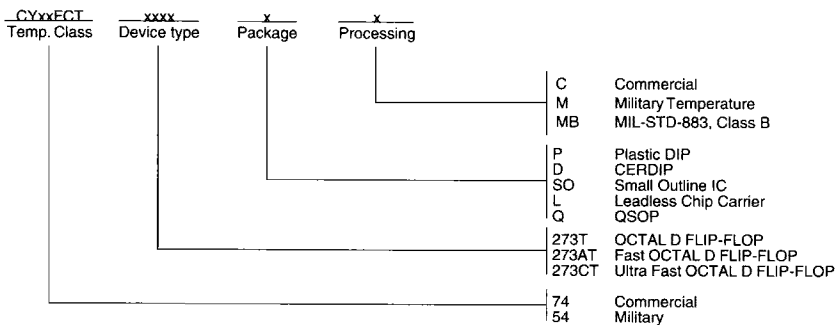 CYxxFCT xxxx x x
Temp. Class Device type Package Processing
C Commercial
M Military Temperature
MB MIL-STD-883, Class B
P Plastic DIP
D CERDIP
SO Small Outline IC
L Leadless Chip Carrier
Q QSOP
273T OCTAL D FLIP-FLOP
273AT Fast OCTAL D FLIP-FLOP
273CT Ultra Fast OCTAL D FLIP-FLOP
74 Commercial
54 Military